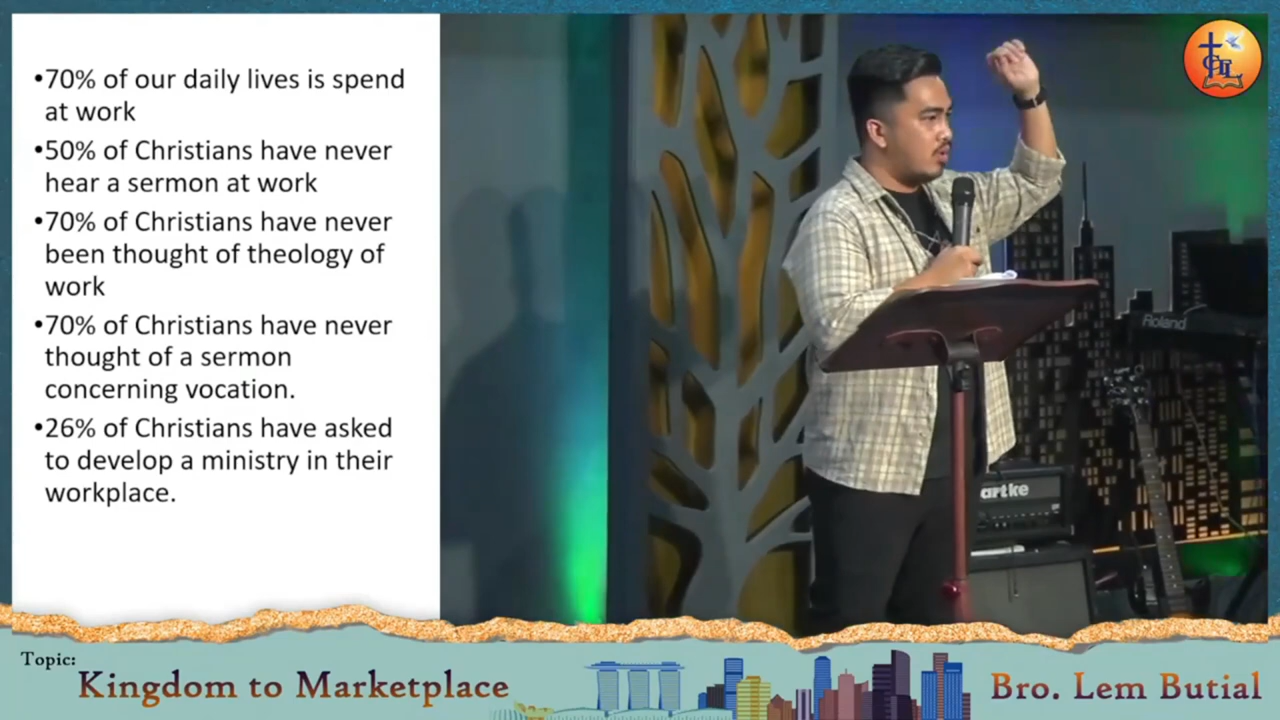 •70% of our daily lives is spend
at work
•50% of Christians have never
hear a sermon at work
•70% of Christians have never
been thought of theology of
work
•70% of Christians have never
thought of a sermon
concerning vocation.
•26% of Christians have asked
to develop a ministry in their
workplace.
Roland
artke
Topic:
Kingdom to Marketplace
Bro. Lem Butial